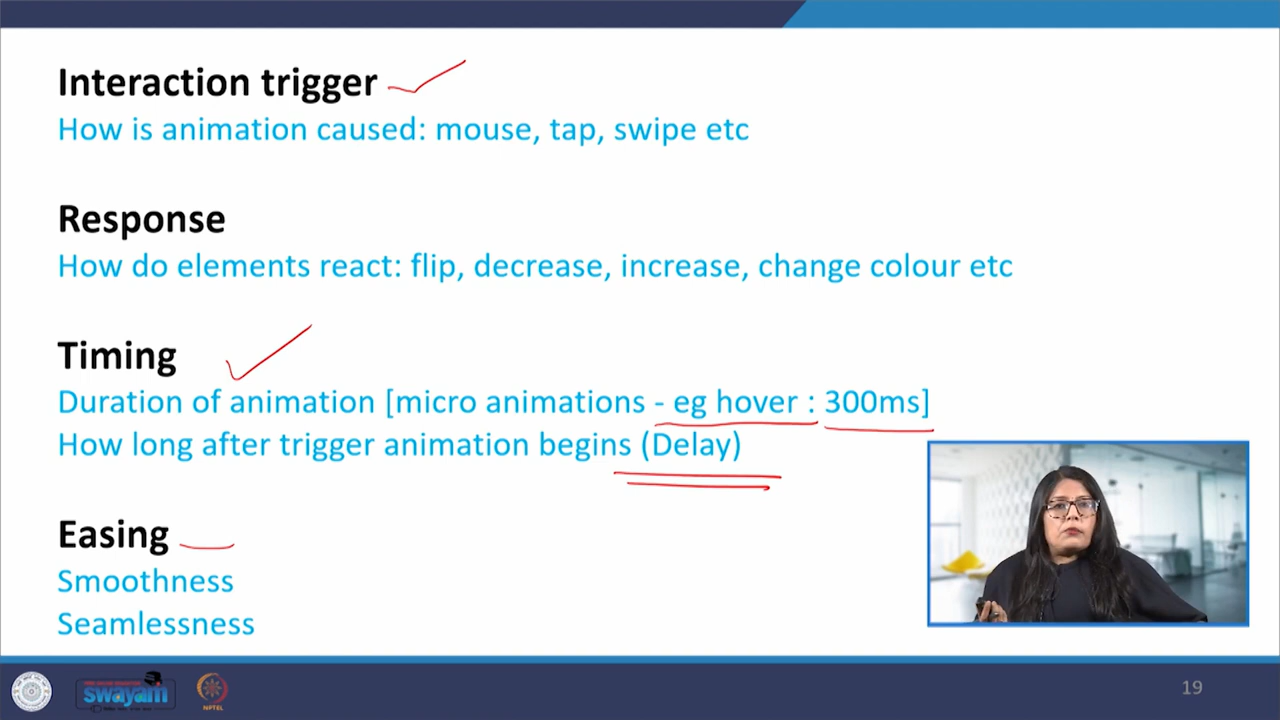 Interaction trigger
How is animation caused: mouse, tap, swipe etc
Response
How do elements react: flip, decrease, increase, change colour etc
Timing
Duration of animation [micro animations - eg hover : 300ms]
How long after trigger animation begins (Delay)
Easing
Smoothness
Seamlessness
swayam
NPTEL
19